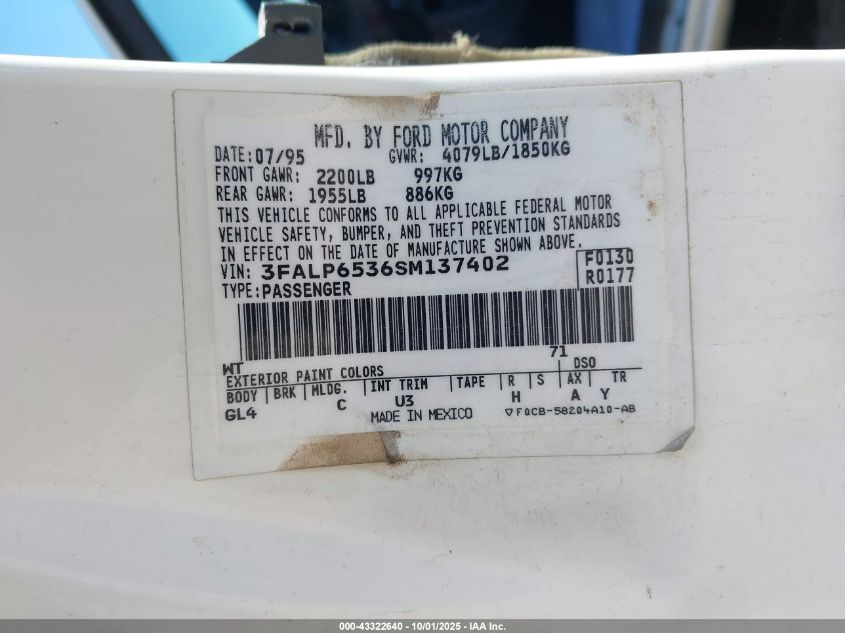 MFD. BY FORD MOTOR COMPANY
DATE: 07/95 GVWR: 4079LB/1850KG
FRONT GAWR: 2200LB 997KG
REAR GAWR: 1955LB 886KG
THIS VEHICLE CONFORMS TO ALL APPLICABLE FEDERAL MOTOR
VEHICLE SAFETY, BUMPER, AND THEFT PREVENTION STANDARDS
IN EFFECT ON THE DATE OF MANUFACTURE SHOWN ABOVE.
VIN: 3FALP6536SM137402 F0130
TYPE: PASSENGER R0177
WT 71
EXTERIOR PAINT COLORS DSO
BODY BRK MLDG. INT TRIM TAPE R S AX TR
GL4 C U3 H A Y
MADE IN MEXICO ▽F0CB-58204A10-AB
000-43322640 - 10/01/2025 - IAA Inc.